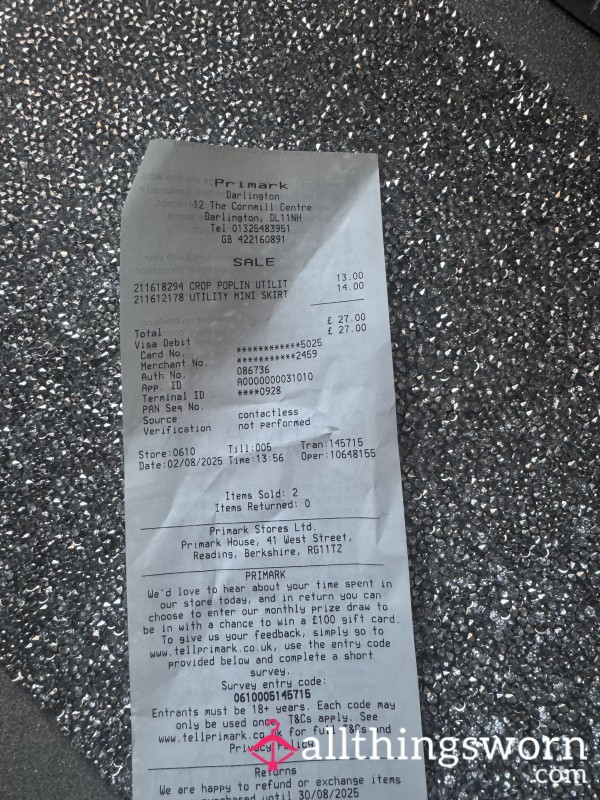 Primark
Darlington
12 The Cornmill Centre
Darlington, DL11NH
Tel 01325483951
GB 422160891
SALE
211618294 CROP POPLIN UTILIT 13.00
211612178 UTILITY MINI SKIRT 14.00
Total £ 27.00
Visa Debit £ 27.00
Card No. ************5025
Merchant No. ***********2459
Auth No. 086736
App. ID A0000000031010
Terminal ID ****0928
PAN Seq No.
Source contactless
Verification not performed
Store:0610 Till:005 Tran:145715
Date:02/08/2025 Time:13:56 Oper:10648155
Items Sold: 2
Items Returned: 0
Primark Stores Ltd.
Primark House, 41 West Street,
Reading, Berkshire, RG11TZ
PRIMARK
We'd love to hear about your time spent in
our store today, and in return you can
choose to enter our monthly prize draw to
be in with a chance to win a £100 gift card.
To give us your feedback, simply go to
www.tellprimark.co.uk, use the entry code
provided below and complete a short
survey.
Survey entry code:
0610005145715
Entrants must be 18+ years. Each code may
only be used once. T&Cs apply. See
www.tellprimark.co.uk for full T&Cs and
Privacy Policy
allthingsworn
.com
Returns
We are happy to refund or exchange items
purchased until 30/08/2025